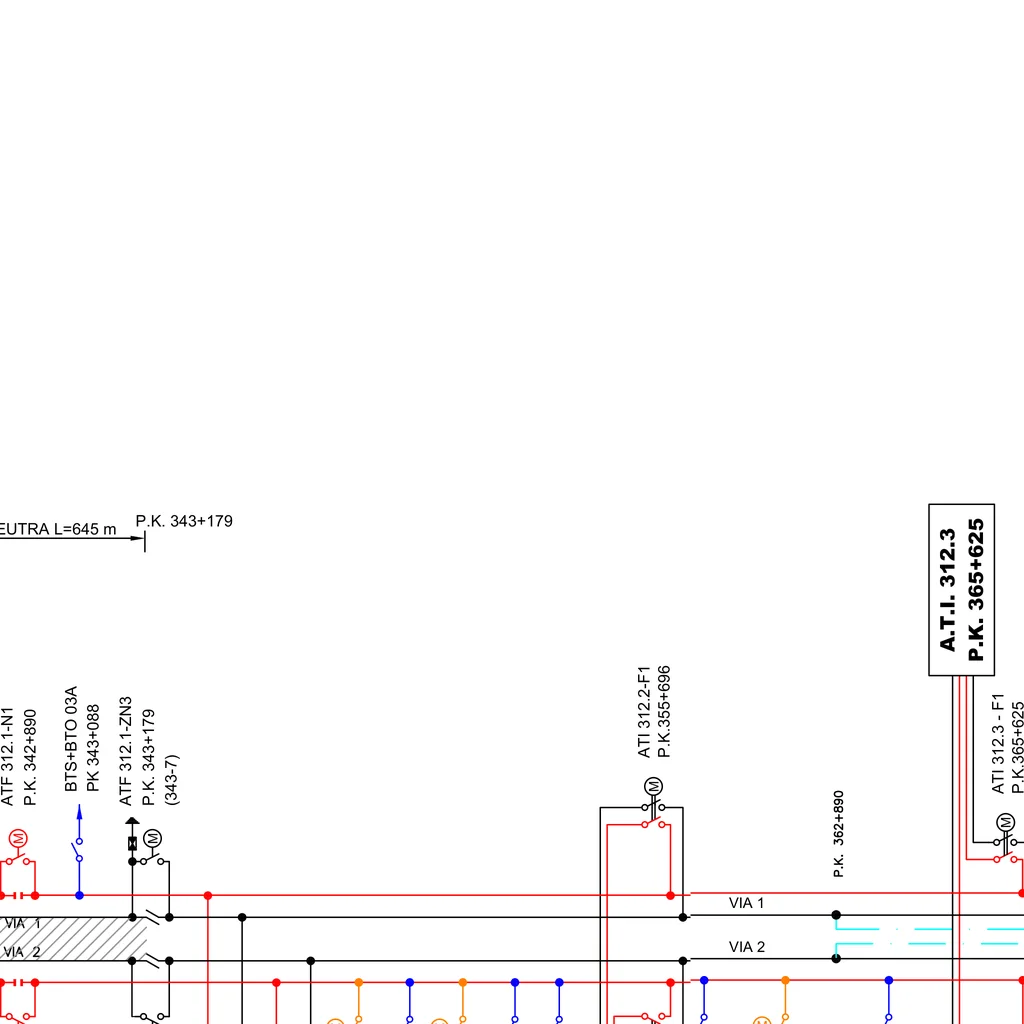 EUTRA L=645 m
P.K. 343+179
A.T.I. 312.3
P.K. 365+625
ATF 312.1-N1
P.K. 342+890
BTS+BTO 03A
PK 343+088
ATF 312.1-ZN3
P.K. 343+179
(343-7)
ATI 312.2-F1
P.K.355+696
P.K. 362+890
ATI 312.3 - F1
P.K.365+625
M
M
M
M
VIA 1
VIA 2
VIA 1
VIA 2